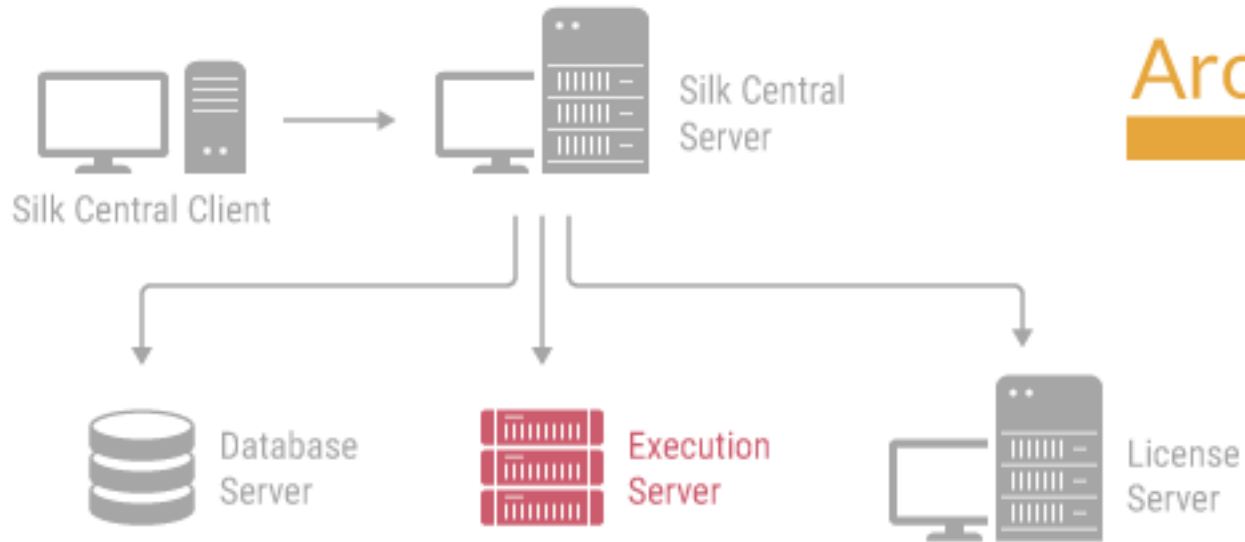 Silk Central
Server
Silk Central Client
Database
Server
Execution
Server
License
Server